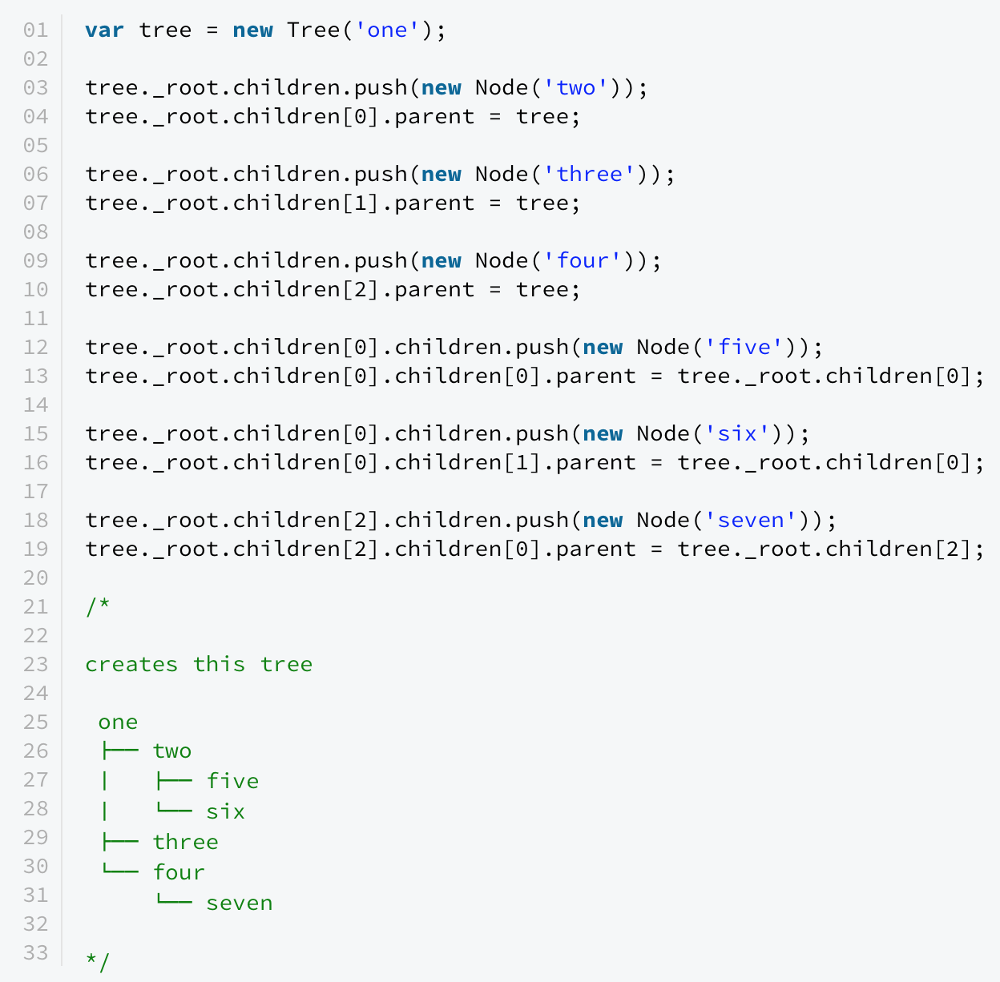 01 var tree = new Tree('one');
02
03 tree._root.children.push(new Node('two'));
04 tree._root.children[0].parent = tree;
05
06 tree._root.children.push(new Node('three'));
07 tree._root.children[1].parent = tree;
08
09 tree._root.children.push(new Node('four'));
10 tree._root.children[2].parent = tree;
11
12 tree._root.children[0].children.push(new Node('five'));
13 tree._root.children[0].children[0].parent = tree._root.children[0];
14
15 tree._root.children[0].children.push(new Node('six'));
16 tree._root.children[0].children[1].parent = tree._root.children[0];
17
18 tree._root.children[2].children.push(new Node('seven'));
19 tree._root.children[2].children[0].parent = tree._root.children[2];
20
21 /*
22
23 creates this tree
24
25  one
26  ├── two
27  │   ├── five
28  │   └── six
29  ├── three
30  └── four
31      └── seven
32
33 */